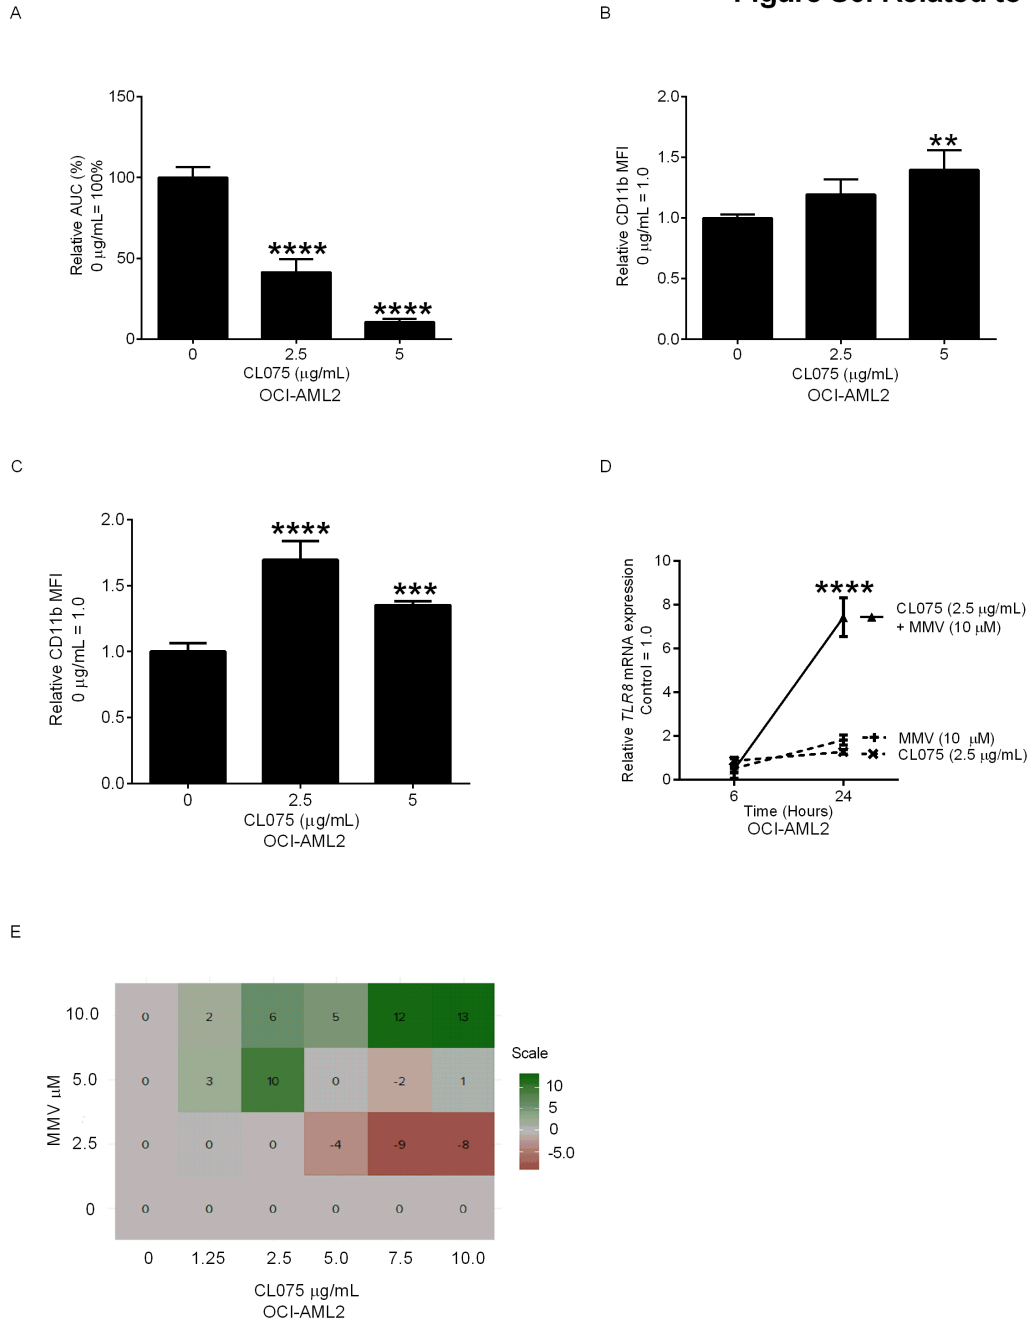 A
B
150
100
50
0
Relative AUC (%)
0 μg/mL= 100%
****
****
0 2.5 5
CL075 (μg/mL)
OCI-AML2
2.0
1.5
1.0
0.5
0.0
Relative CD11b MFI
0 μg/mL = 1.0
**
0 2.5 5
CL075 (μg/mL)
OCI-AML2
C
2.0
1.5
1.0
0.5
0.0
Relative CD11b MFI
0 μg/mL = 1.0
****
***
0 2.5 5
CL075 (μg/mL)
OCI-AML2
D
10
8
6
4
2
0
Relative TLR8 mRNA expression
Control = 1.0
****
CL075 (2.5 μg/mL)
+ MMV (10 μM)
MMV (10 μM)
CL075 (2.5 μg/mL)
6 24
Time (Hours)
OCI-AML2
E
MMV μM
10.0 0 2 6 5 12 13
5.0 0 3 10 0 -2 1
2.5 0 0 0 -4 -9 -8
0 0 0 0 0 0 0
0 1.25 2.5 5.0 7.5 10.0
CL075 μg/mL
OCI-AML2
Scale
10
5
0
-5.0